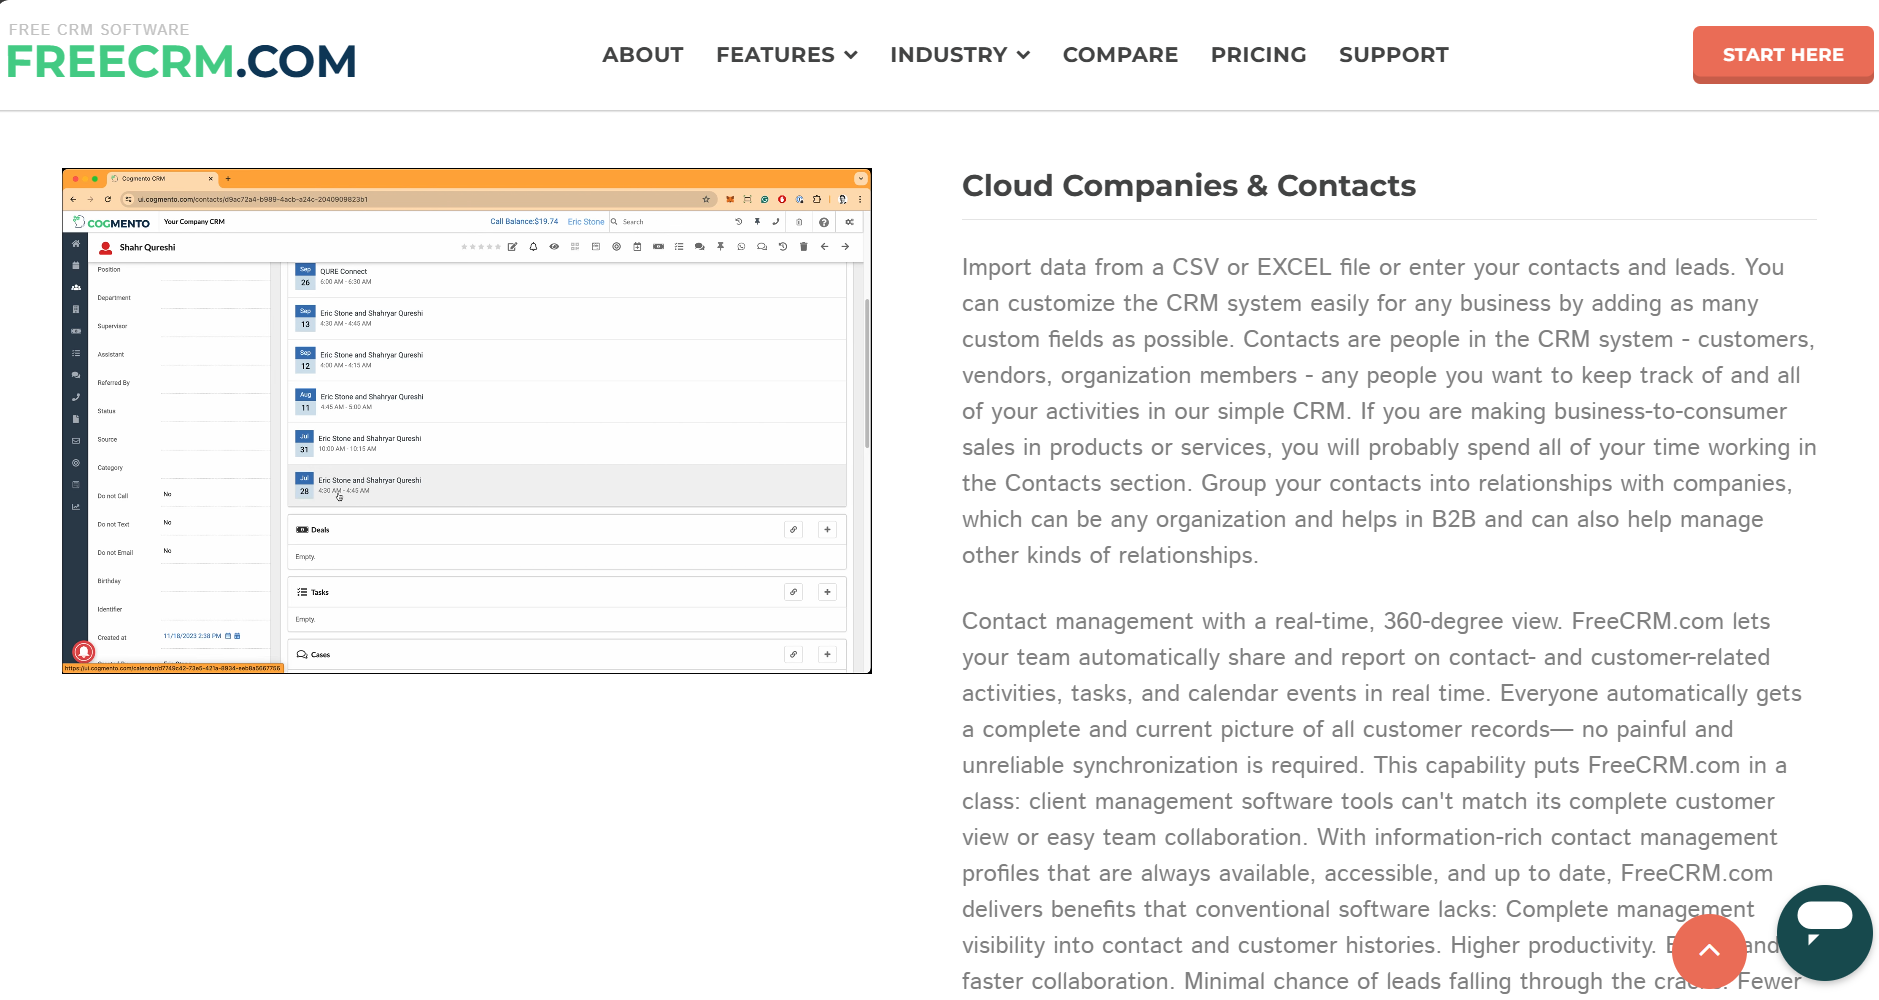 FREE CRM SOFTWARE
FREECRM.COM
ABOUT
FEATURES
INDUSTRY
COMPARE
PRICING
SUPPORT
START HERE
Cogmento CRM
ui.cogmento.com/contacts/d9ac72a4-b989-4acb-a24c-2040909823b1
COGMENTO
Your Company CRM
Call Balance:$19.74
Eric Stone
Search
Shahr Qureshi
Position
Department
Supervisor
Assistant
Referred By
Status
Source
Category
Do not Call
No
Do not Text
No
Do not Email
No
Birthday
Identifier
Created at
11/18/2023 2:38 PM
Sep
26
QURE Connect
6:00 AM - 6:30 AM
Sep
13
Eric Stone and Shahryar Qureshi
4:30 AM - 4:45 AM
Sep
12
Eric Stone and Shahryar Qureshi
4:00 AM - 4:15 AM
Aug
11
Eric Stone and Shahryar Qureshi
4:45 AM - 5:00 AM
Jul
31
Eric Stone and Shahryar Qureshi
10:00 AM - 10:15 AM
Jul
28
Eric Stone and Shahryar Qureshi
4:30 AM - 4:45 AM
Deals
Empty.
Tasks
Empty.
Cases
Cloud Companies & Contacts
Import data from a CSV or EXCEL file or enter your contacts and leads. You
can customize the CRM system easily for any business by adding as many
custom fields as possible. Contacts are people in the CRM system - customers,
vendors, organization members - any people you want to keep track of and all
of your activities in our simple CRM. If you are making business-to-consumer
sales in products or services, you will probably spend all of your time working in
the Contacts section. Group your contacts into relationships with companies,
which can be any organization and helps in B2B and can also help manage
other kinds of relationships.
Contact management with a real-time, 360-degree view. FreeCRM.com lets
your team automatically share and report on contact- and customer-related
activities, tasks, and calendar events in real time. Everyone automatically gets
a complete and current picture of all customer records— no painful and
unreliable synchronization is required. This capability puts FreeCRM.com in a
class: client management software tools can't match its complete customer
view or easy team collaboration. With information-rich contact management
profiles that are always available, accessible, and up to date, FreeCRM.com
delivers benefits that conventional software lacks: Complete management
visibility into contact and customer histories. Higher productivity. and
faster collaboration. Minimal chance of leads falling through the Fewer